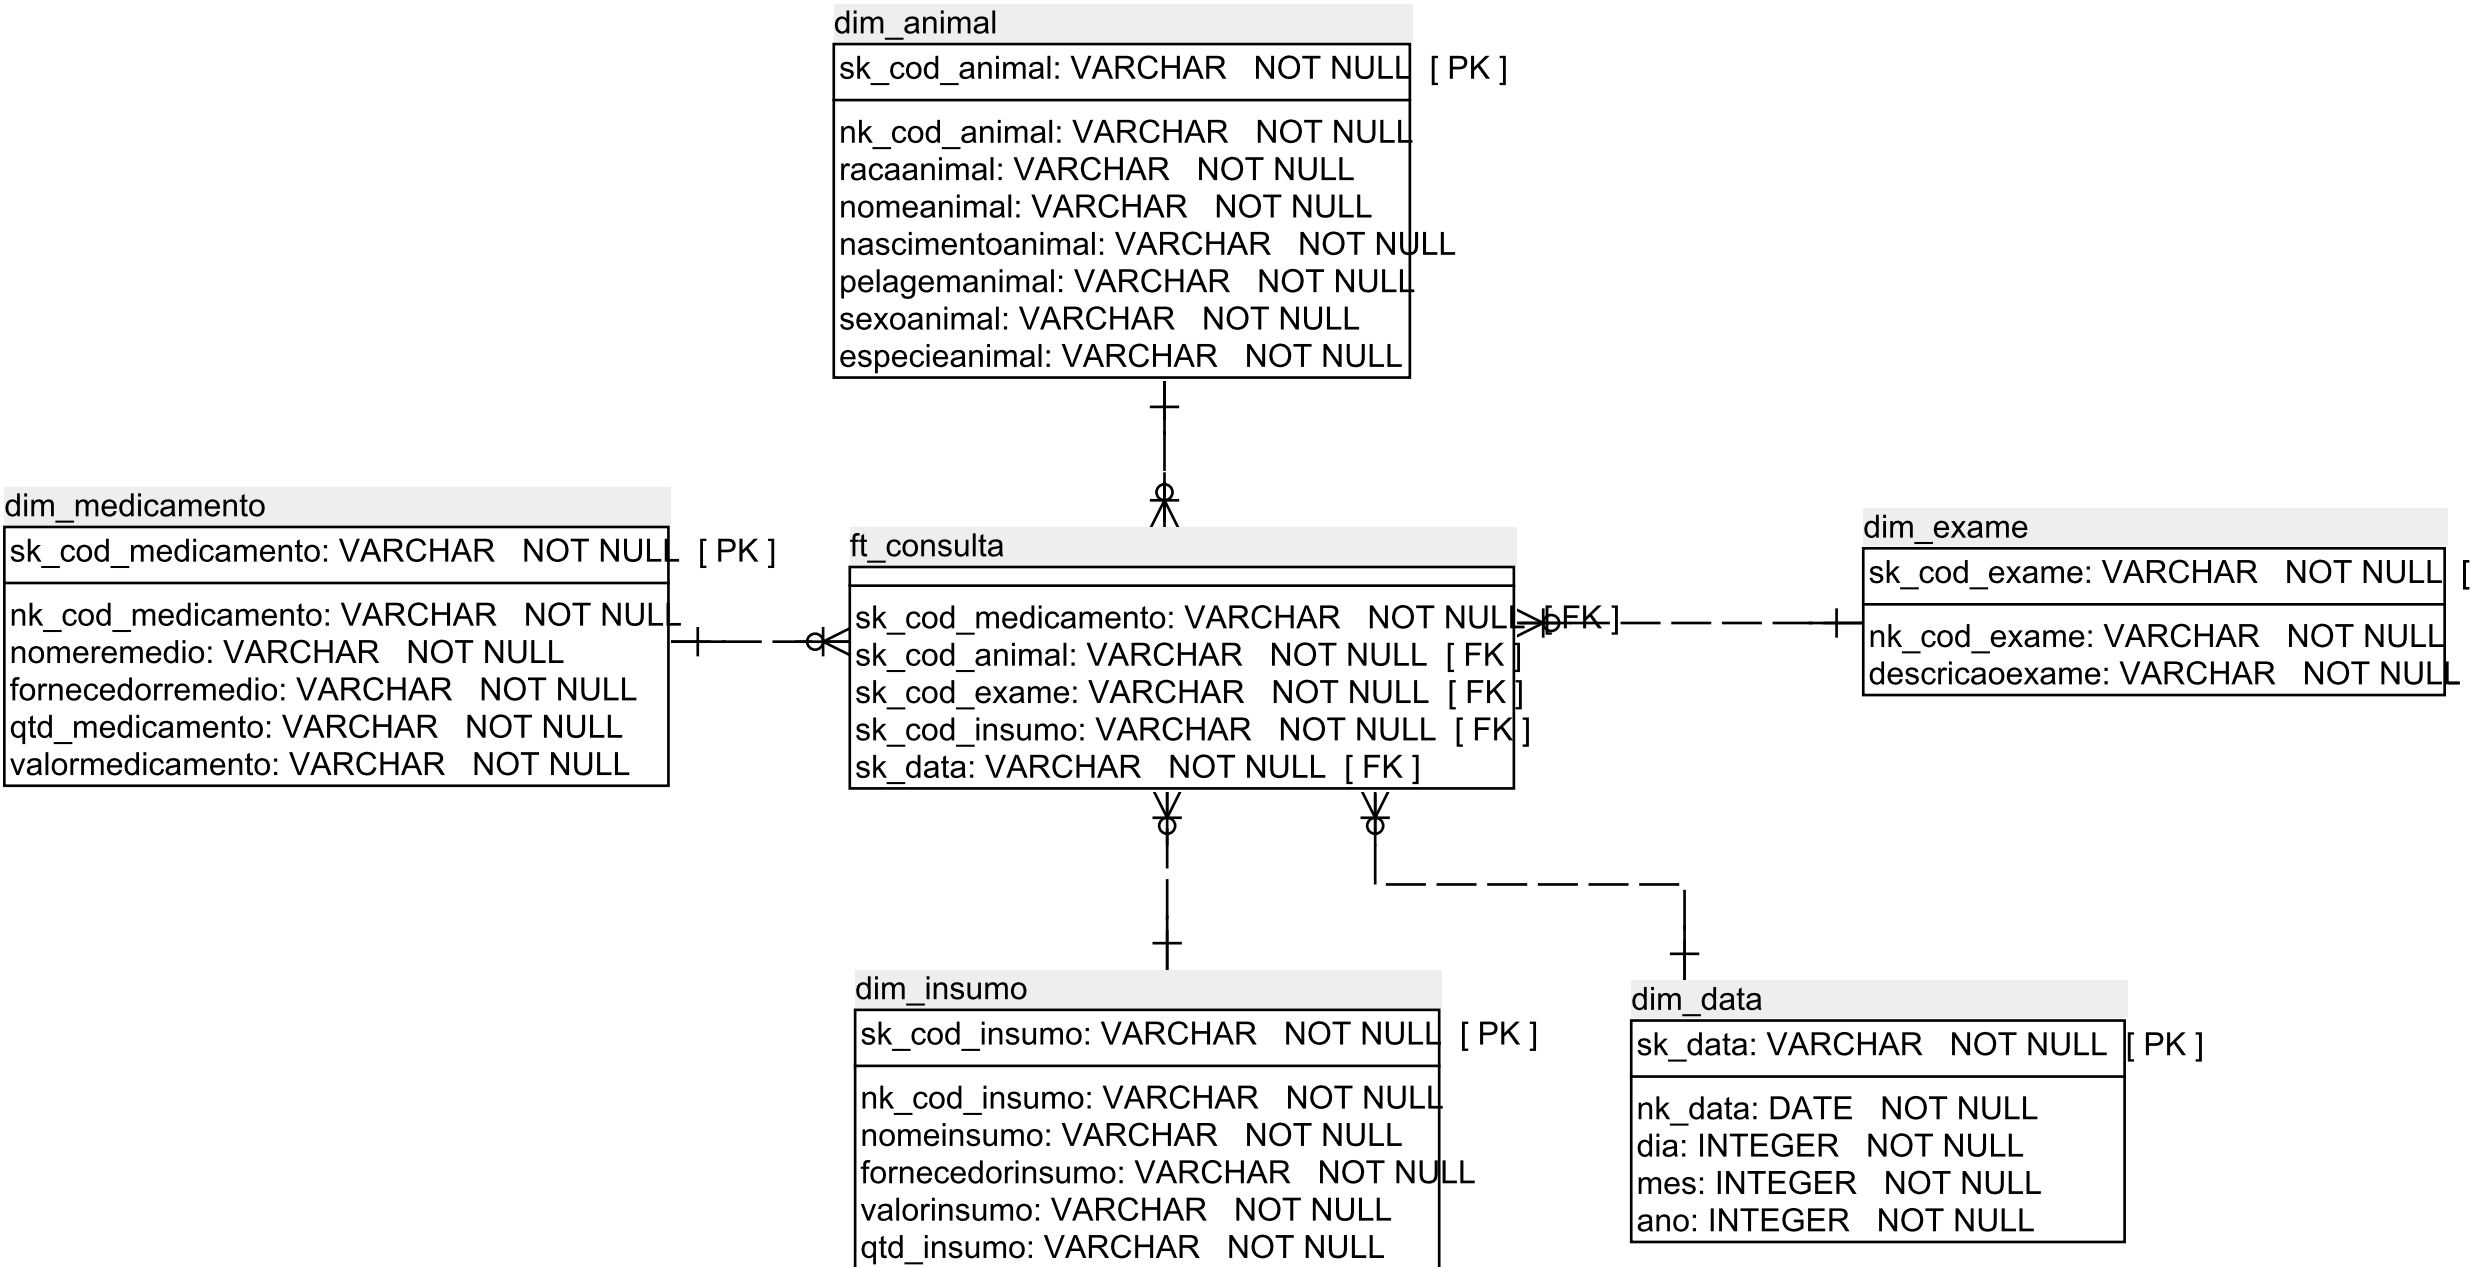 dim_animal
sk_cod_animal: VARCHAR NOT NULL [ PK ]
nk_cod_animal: VARCHAR NOT NULL
racaanimal: VARCHAR NOT NULL
nomeanimal: VARCHAR NOT NULL
nascimentoanimal: VARCHAR NOT NULL
pelagemanimal: VARCHAR NOT NULL
sexoanimal: VARCHAR NOT NULL
especieanimal: VARCHAR NOT NULL
dim_medicamento
sk_cod_medicamento: VARCHAR NOT NULL [ PK ]
nk_cod_medicamento: VARCHAR NOT NULL
nomeremedio: VARCHAR NOT NULL
fornecedorremedio: VARCHAR NOT NULL
qtd_medicamento: VARCHAR NOT NULL
valormedicamento: VARCHAR NOT NULL
ft_consulta
sk_cod_medicamento: VARCHAR NOT NULL [ FK ]
sk_cod_animal: VARCHAR NOT NULL [ FK ]
sk_cod_exame: VARCHAR NOT NULL [ FK ]
sk_cod_insumo: VARCHAR NOT NULL [ FK ]
sk_data: VARCHAR NOT NULL [ FK ]
dim_exame
sk_cod_exame: VARCHAR NOT NULL [
nk_cod_exame: VARCHAR NOT NULL
descricaoexame: VARCHAR NOT NULL
dim_insumo
sk_cod_insumo: VARCHAR NOT NULL [ PK ]
nk_cod_insumo: VARCHAR NOT NULL
nomeinsumo: VARCHAR NOT NULL
fornecedorinsumo: VARCHAR NOT NULL
valorinsumo: VARCHAR NOT NULL
qtd_insumo: VARCHAR NOT NULL
dim_data
sk_data: VARCHAR NOT NULL [ PK ]
nk_data: DATE NOT NULL
dia: INTEGER NOT NULL
mes: INTEGER NOT NULL
ano: INTEGER NOT NULL